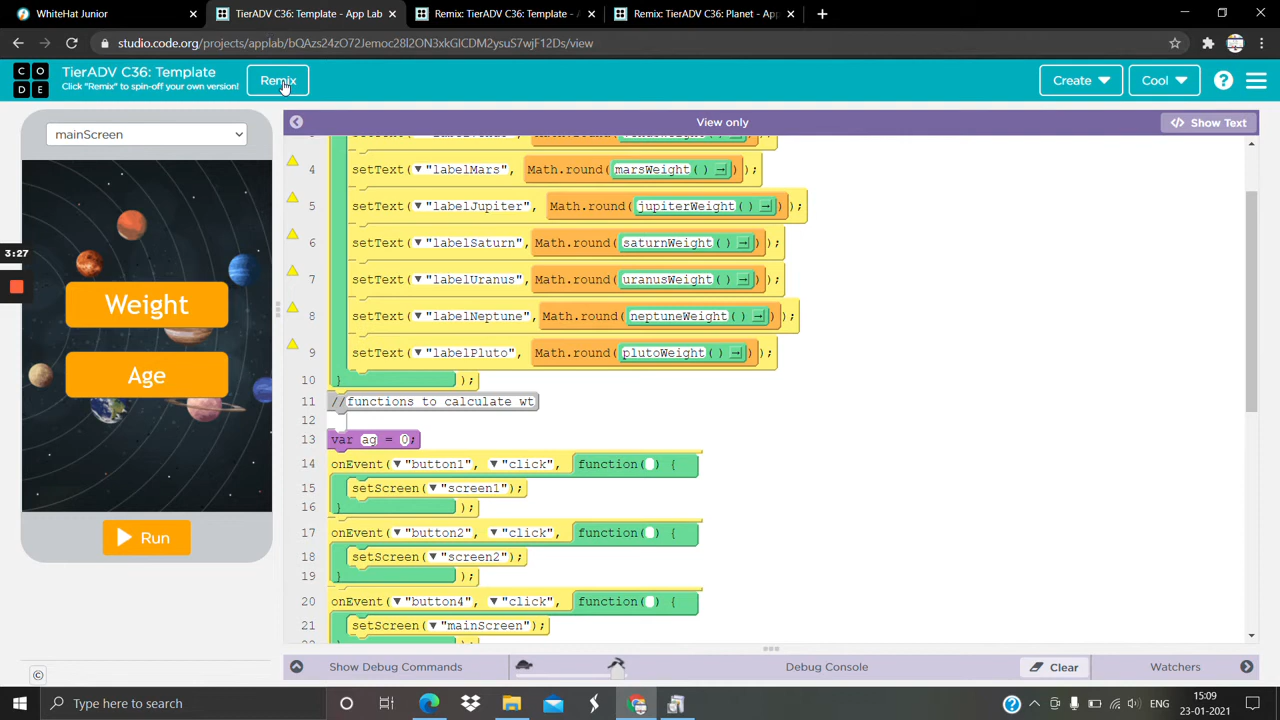 WhiteHat Junior
TierADV C36: Template - App Lab
Remix: TierADV C36: Template - A
Remix: TierADV C36: Planet - App
studio.code.org/projects/applab/bQAzs24zO72Jemoc28l2ON3xkGICDM2ysuS7wjF12Ds/view
C O D E
TierADV C36: Template
Click "Remix" to spin-off your own version!
Remix
Create
Cool
?
mainScreen
View only
Show Text
4 setText( "labelMars", Math.round( marsWeight() ) );
5 setText( "labelJupiter", Math.round( jupiterWeight() ) );
6 setText( "labelSaturn", Math.round( saturnWeight() ) );
7 setText( "labelUranus", Math.round( uranusWeight() ) );
8 setText( "labelNeptune", Math.round( neptuneWeight() ) );
9 setText( "labelPluto", Math.round( plutoWeight() ) );
10 } );
11 //functions to calculate wt
12
13 var ag = 0;
14 onEvent( "button1", "click", function( ) {
15 setScreen( "screen1");
16 } );
17 onEvent( "button2", "click", function( ) {
18 setScreen( "screen2");
19 } );
20 onEvent( "button4", "click", function( ) {
21 setScreen( "mainScreen");
3:27
Weight
Age
Run
©
Show Debug Commands
Debug Console
Clear
Watchers
Type here to search
ENG
15:09
23-01-2021